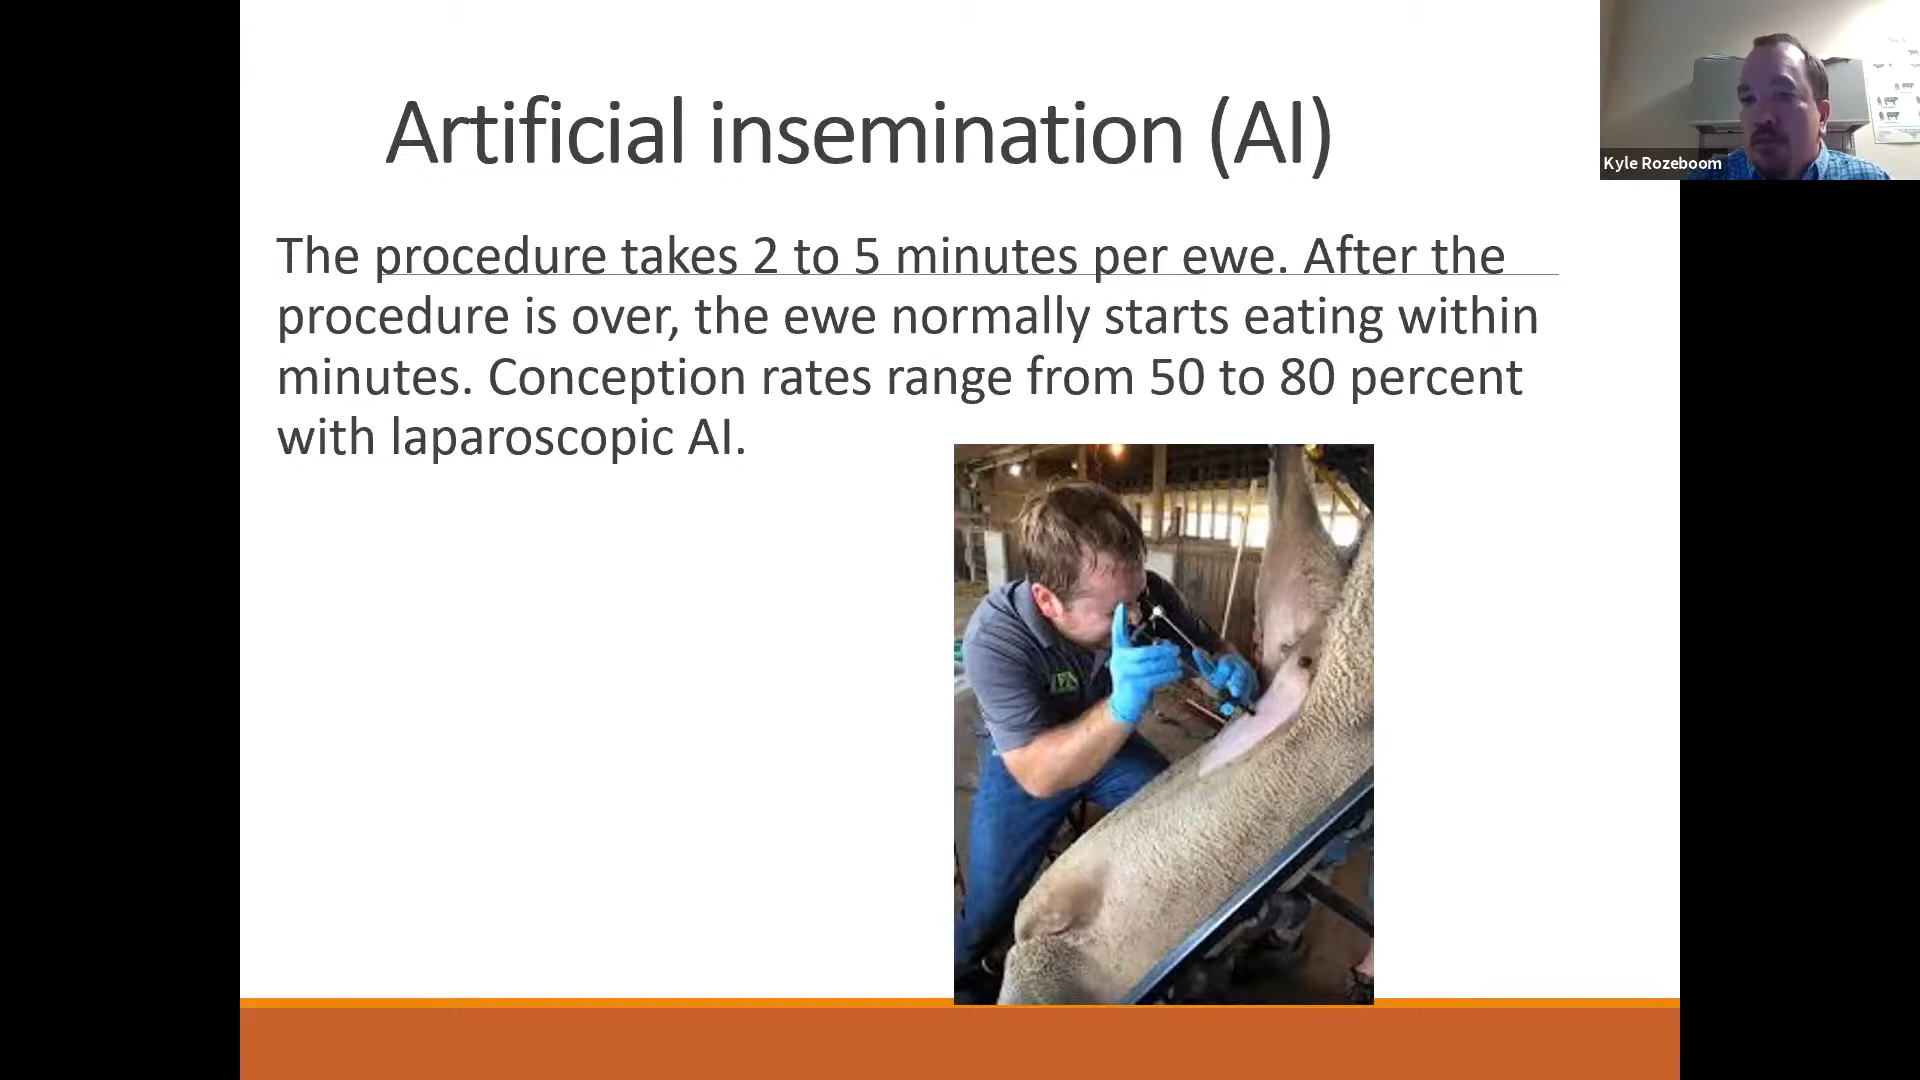 Artificial insemination (AI)
The procedure takes 2 to 5 minutes per ewe. After the
procedure is over, the ewe normally starts eating within
minutes. Conception rates range from 50 to 80 percent
with laparoscopic AI.
Kyle Rozeboom